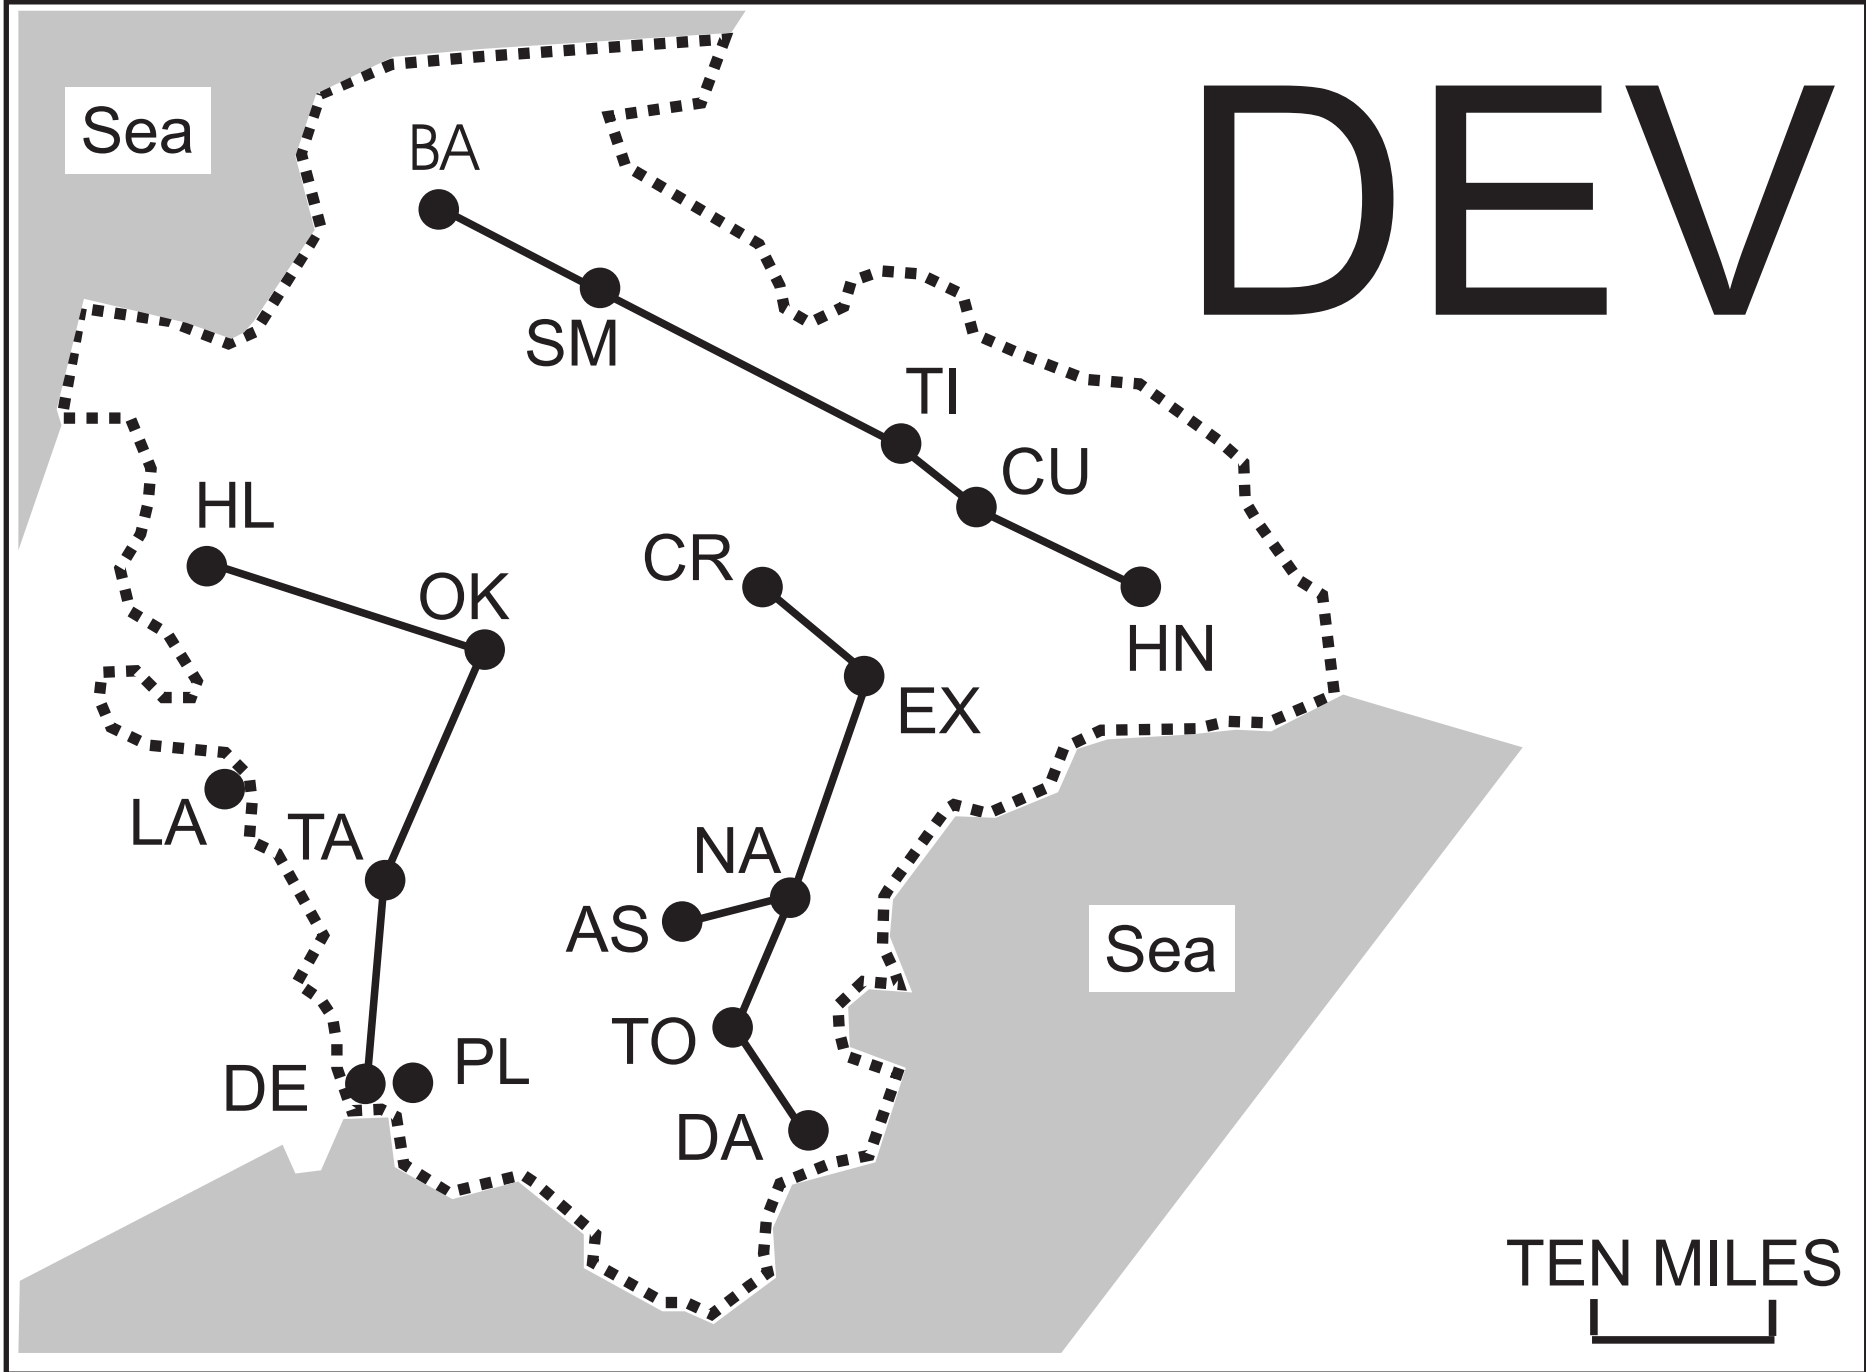 DEV
Sea
BA
SM
TI
CU
HL
CR
OK
HN
EX
LA
TA
NA
AS
Sea
TO
PL
DE
DA
TEN MILES